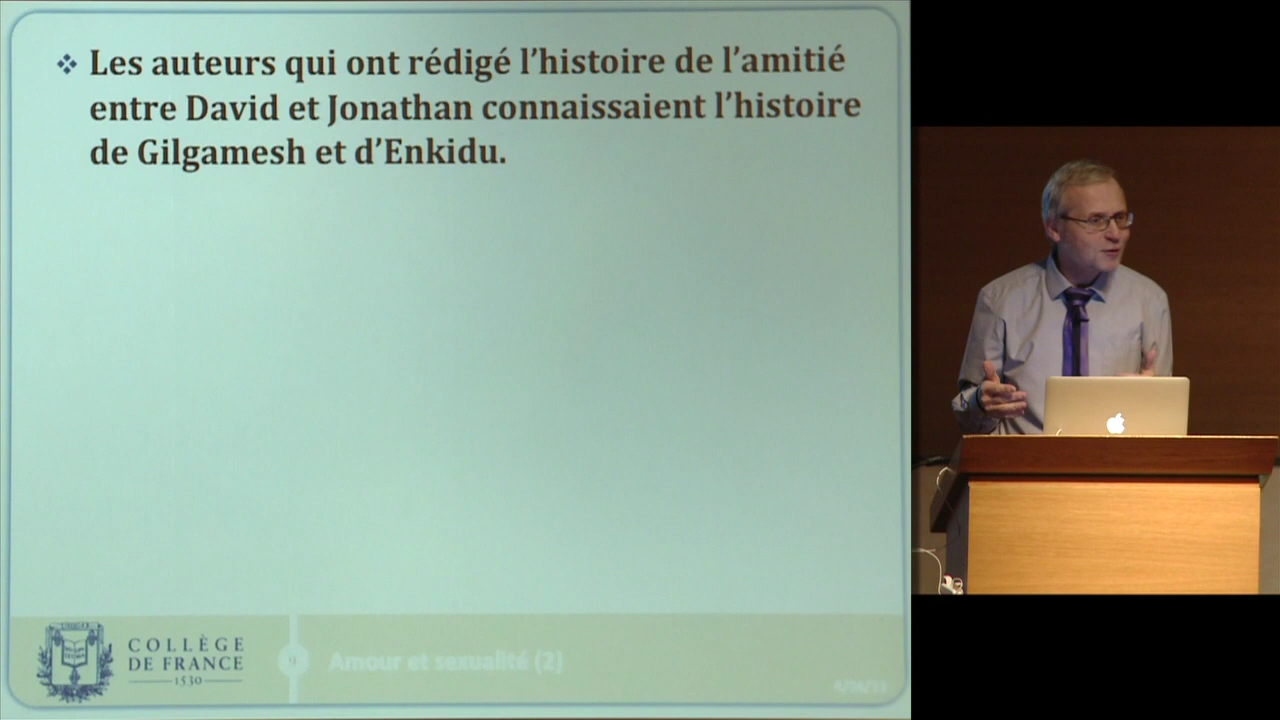 Les auteurs qui ont rédigé l’histoire de l’amitié
entre David et Jonathan connaissaient l’histoire
de Gilgamesh et d’Enkidu.
COLLÈGE
DE FRANCE
1530
9
Amour et sexualité (2)